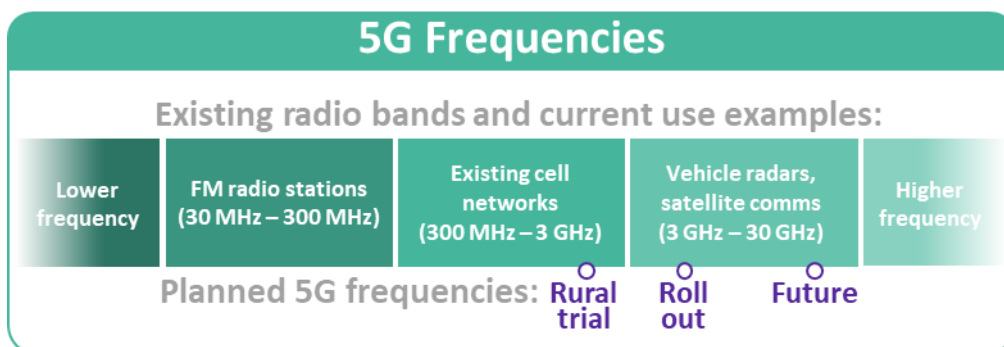 5G Frequencies
Existing radio bands and current use examples:
Lower
frequency
FM radio stations
(30 MHz – 300 MHz)
Existing cell
networks
(300 MHz – 3 GHz)
Vehicle radars,
satellite comms
(3 GHz – 30 GHz)
Higher
frequency
Planned 5G frequencies:
Rural
trial
Roll
out
Future